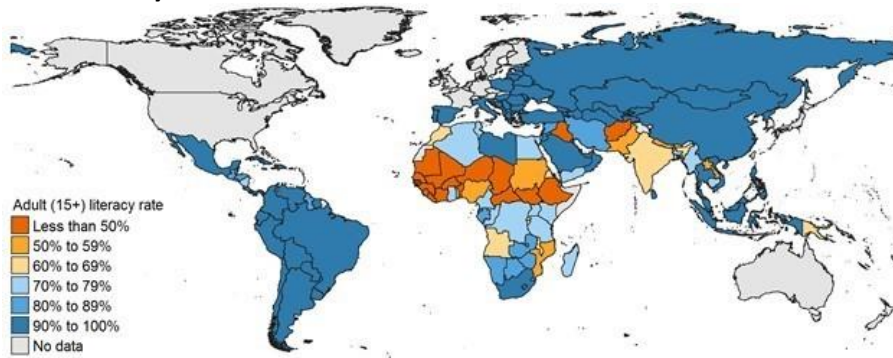 Adult (15+) literacy rate
Less than 50%
50% to 59%
60% to 69%
70% to 79%
80% to 89%
90% to 100%
No data